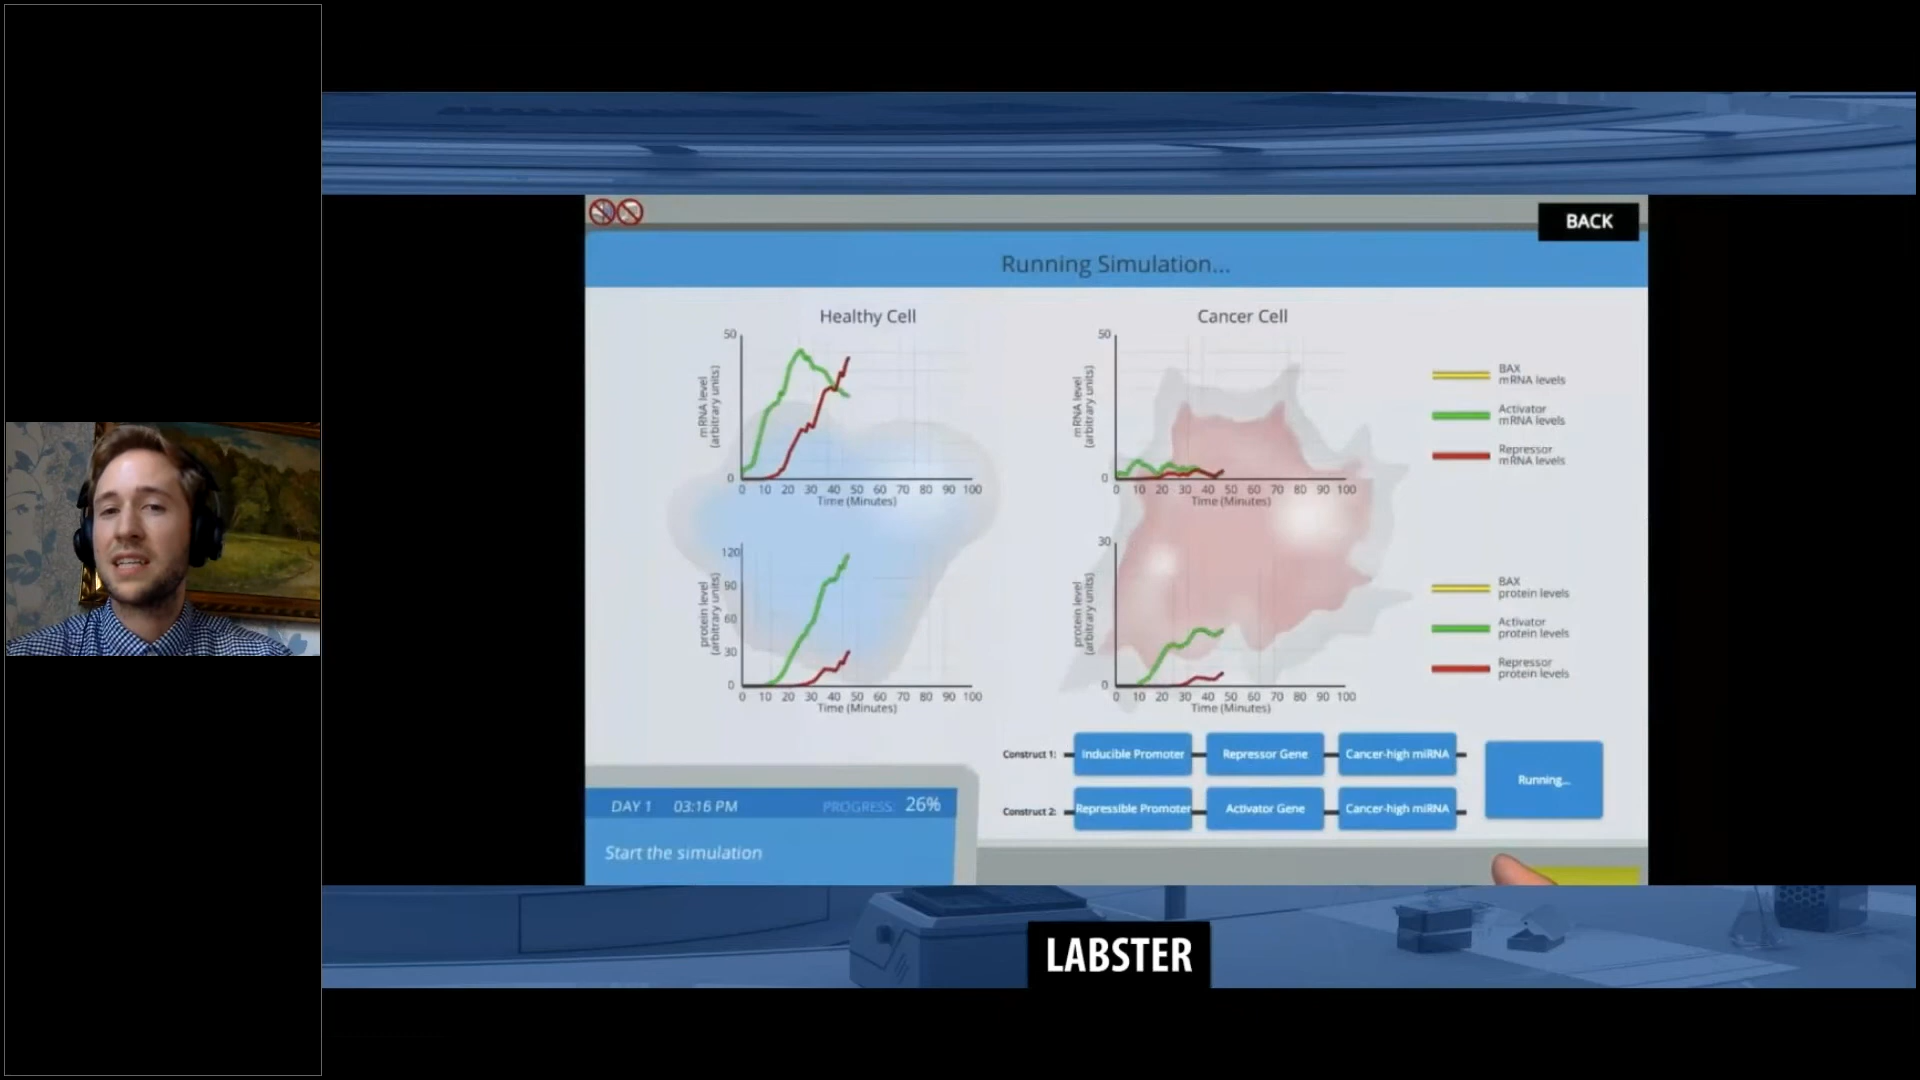 BACK
Running Simulation...
Healthy Cell
50
mRNA level
(arbitrary units)
0
0 10 20 30 40 50 60 70 80 90 100
Time (Minutes)
120
90
60
30
0
protein level
(arbitrary units)
0 10 20 30 40 50 60 70 80 90 100
Time (Minutes)
Cancer Cell
50
mRNA level
(arbitrary units)
0
0 10 20 30 40 50 60 70 80 90 100
Time (Minutes)
30
protein level
(arbitrary units)
0
0 10 20 30 40 50 60 70 80 90 100
Time (Minutes)
BAX
mRNA levels
Activator
mRNA levels
Repressor
mRNA levels
BAX
protein levels
Activator
protein levels
Repressor
protein levels
Construct 1: Inducible Promoter Repressor Gene Cancer-high miRNA
Construct 2: Repressible Promoter Activator Gene Cancer-high miRNA
Running...
DAY 1 03:16 PM PROGRESS: 26%
Start the simulation
LABSTER